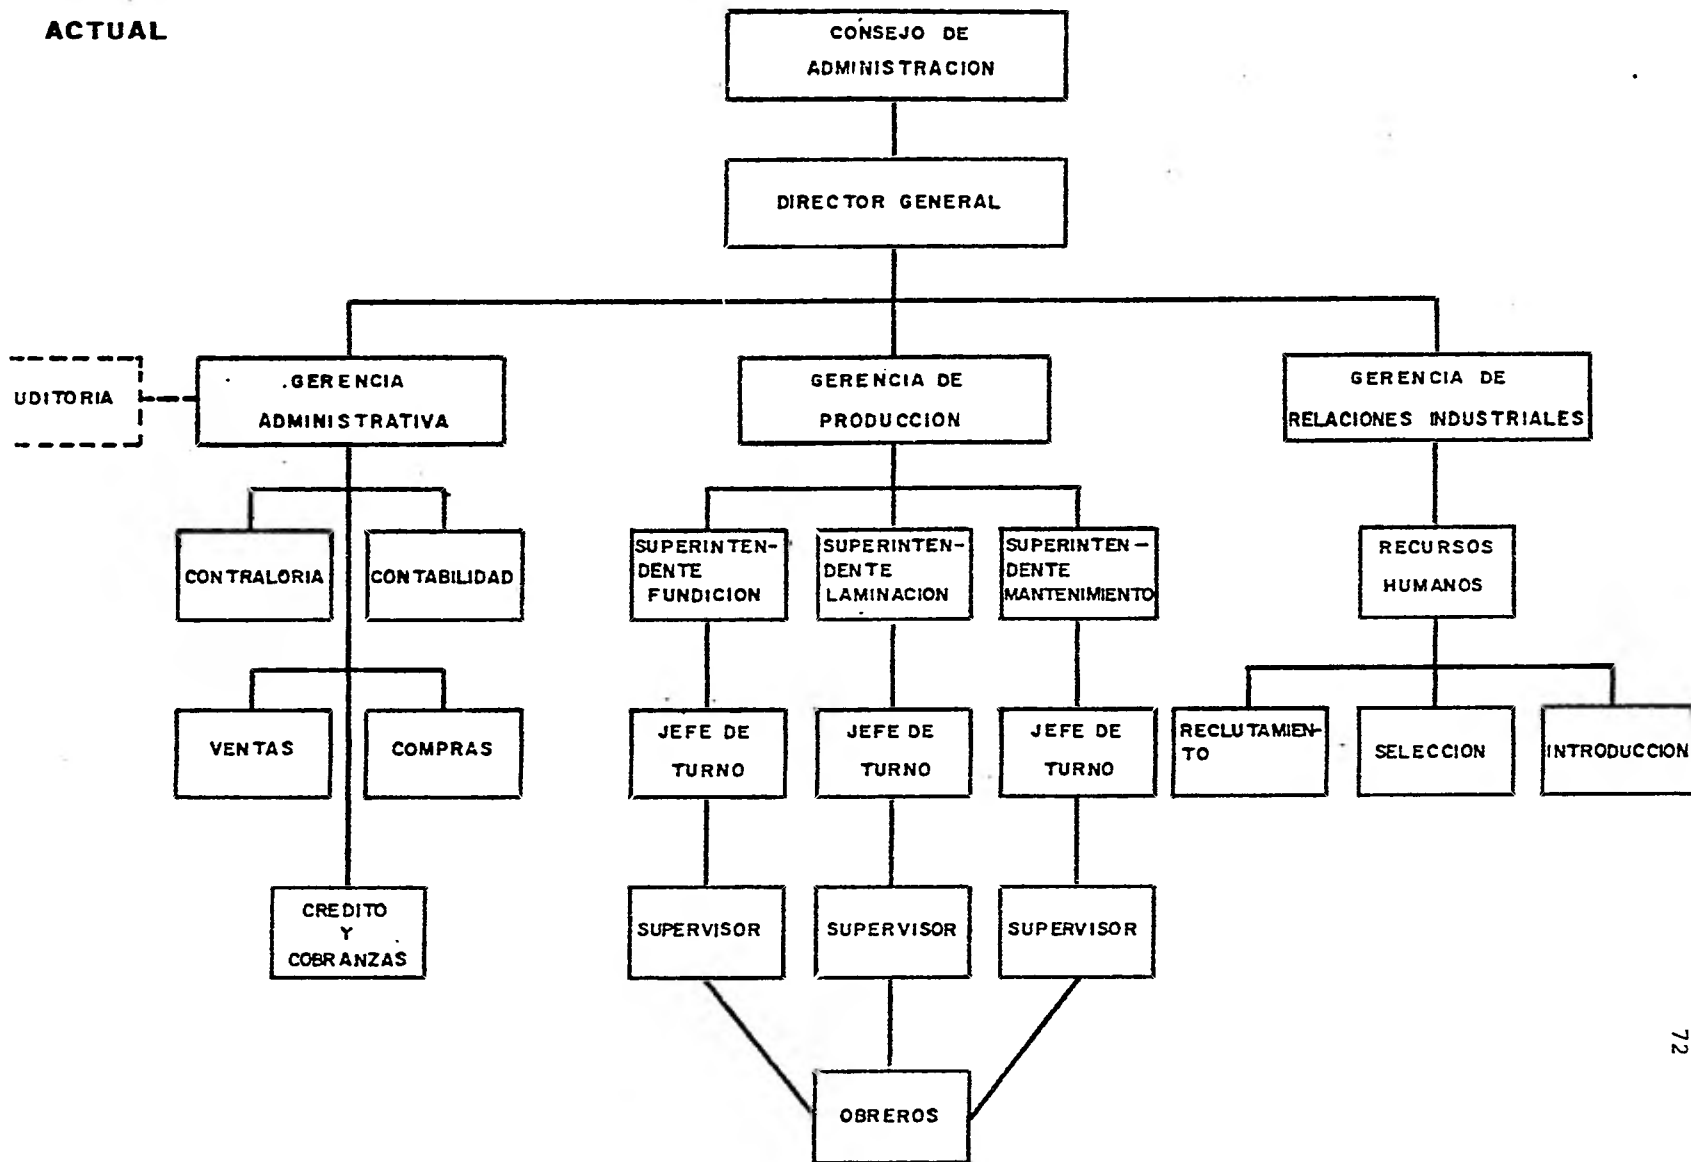 ACTUAL
CONSEJO DE
ADMINISTRACION
DIRECTOR GENERAL
UDITORIA
GERENCIA
ADMINISTRATIVA
GERENCIA DE
PRODUCCION
GERENCIA DE
RELACIONES INDUSTRIALES
CONTRALORIA
CONTABILIDAD
SUPERINTEN-
DENTE
FUNDICION
SUPERINTEN-
DENTE
LAMINACION
SUPERINTEN-
DENTE
MANTENIMIENTO
RECURSOS
HUMANOS
VENTAS
COMPRAS
JEFE DE
TURNO
JEFE DE
TURNO
JEFE DE
TURNO
RECLUTAMIEN-
TO
SELECCION
INTRODUCCION
CREDITO
Y
COBRANZAS
SUPERVISOR
SUPERVISOR
SUPERVISOR
OBREROS
72